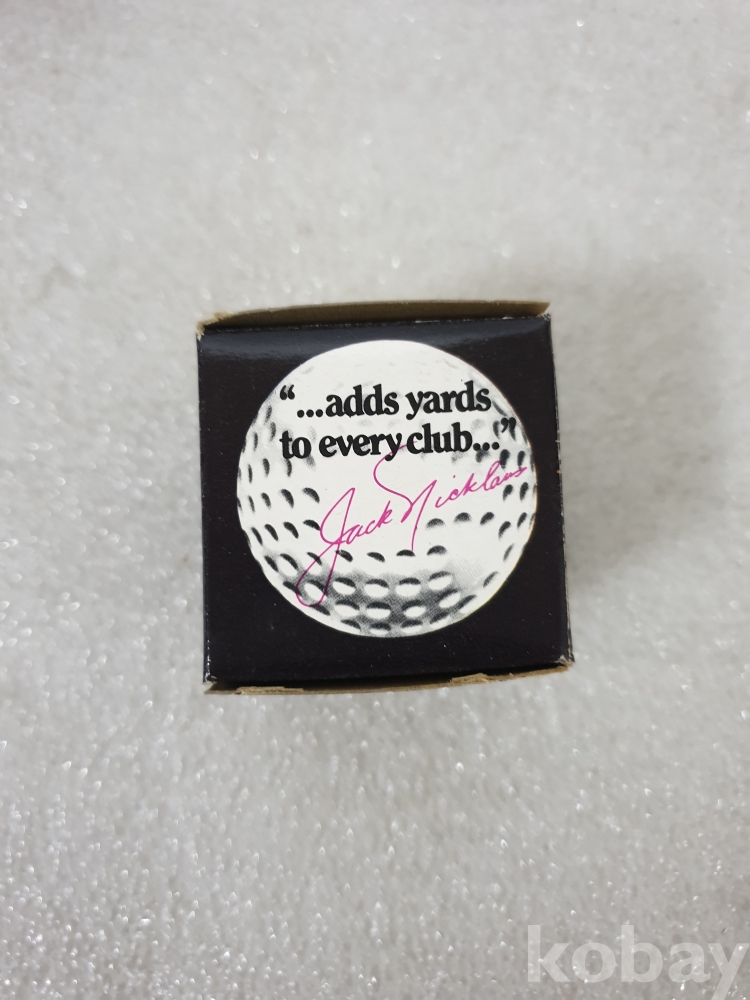 “...adds yards
to every club...”
Jack Nicklaus
kobay